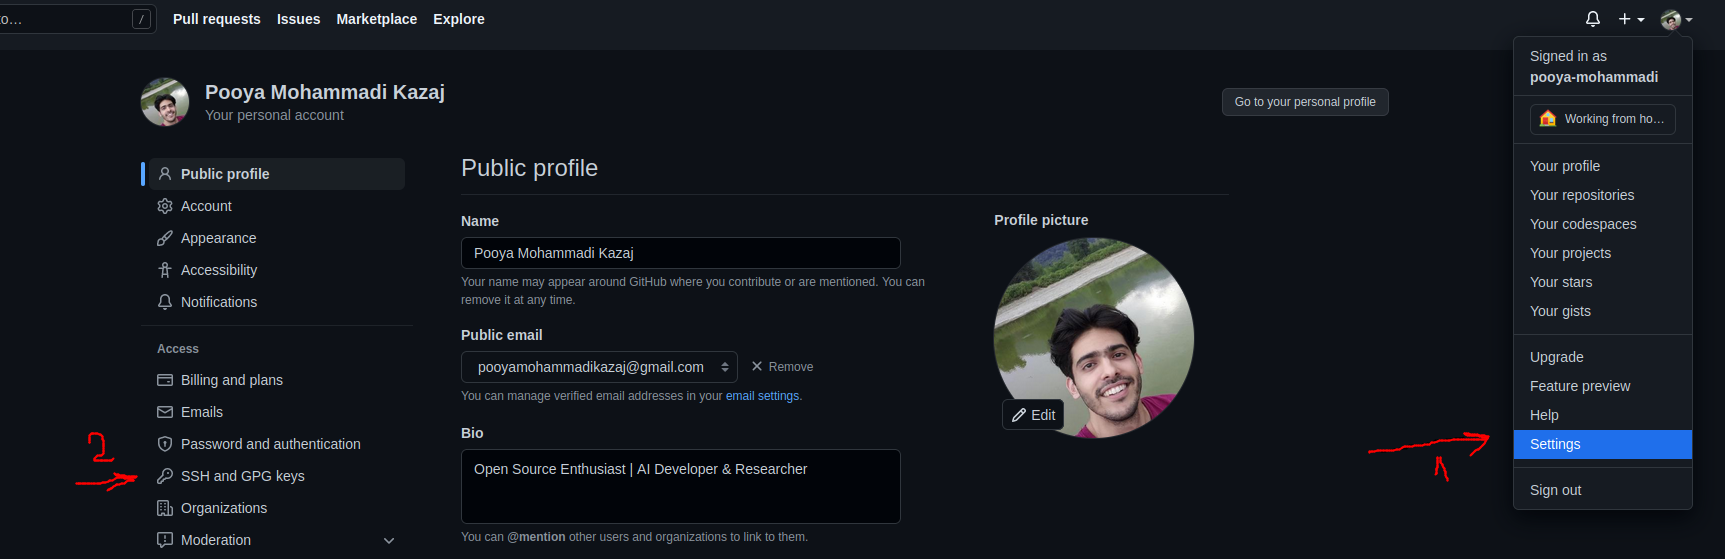 to…
/
Pull requests Issues Marketplace Explore
Signed in as
pooya-mohammadi
Working from ho…
Your profile
Your repositories
Your codespaces
Your projects
Your stars
Your gists
Upgrade
Feature preview
Help
Settings
Sign out
1
Pooya Mohammadi Kazaj
Your personal account
Go to your personal profile
Public profile
Account
Appearance
Accessibility
Notifications
Access
Billing and plans
Emails
Password and authentication
2
SSH and GPG keys
Organizations
Moderation
Public profile
Name
Pooya Mohammadi Kazaj
Your name may appear around GitHub where you contribute or are mentioned. You can
remove it at any time.
Public email
pooyamohammadikazaj@gmail.com
Remove
You can manage verified email addresses in your email settings.
Bio
Open Source Enthusiast | AI Developer & Researcher
You can @mention other users and organizations to link to them.
Profile picture
Edit